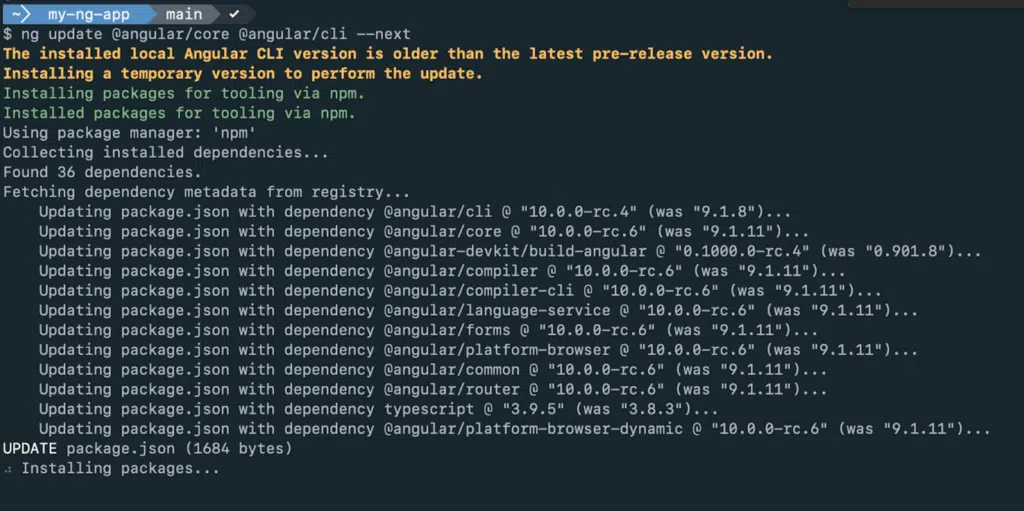 ~ my-ng-app main ✔
$ ng update @angular/core @angular/cli --next
The installed local Angular CLI version is older than the latest pre-release version.
Installing a temporary version to perform the update.
Installing packages for tooling via npm.
Installed packages for tooling via npm.
Using package manager: 'npm'
Collecting installed dependencies...
Found 36 dependencies.
Fetching dependency metadata from registry...
    Updating package.json with dependency @angular/cli @ "10.0.0-rc.4" (was "9.1.8")...
    Updating package.json with dependency @angular/core @ "10.0.0-rc.6" (was "9.1.11")...
    Updating package.json with dependency @angular-devkit/build-angular @ "0.1000.0-rc.4" (was "0.901.8")...
    Updating package.json with dependency @angular/compiler @ "10.0.0-rc.6" (was "9.1.11")...
    Updating package.json with dependency @angular/compiler-cli @ "10.0.0-rc.6" (was "9.1.11")...
    Updating package.json with dependency @angular/language-service @ "10.0.0-rc.6" (was "9.1.11")...
    Updating package.json with dependency @angular/forms @ "10.0.0-rc.6" (was "9.1.11")...
    Updating package.json with dependency @angular/platform-browser @ "10.0.0-rc.6" (was "9.1.11")...
    Updating package.json with dependency @angular/common @ "10.0.0-rc.6" (was "9.1.11")...
    Updating package.json with dependency @angular/router @ "10.0.0-rc.6" (was "9.1.11")...
    Updating package.json with dependency typescript @ "3.9.5" (was "3.8.3")...
    Updating package.json with dependency @angular/platform-browser-dynamic @ "10.0.0-rc.6" (was "9.1.11")...
UPDATE package.json (1684 bytes)
Installing packages...